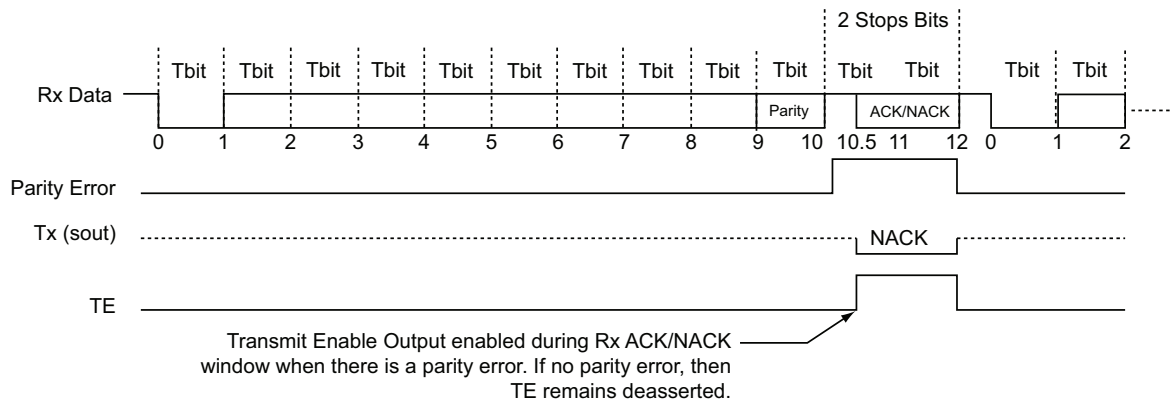 2 Stops Bits
Tbit Tbit Tbit Tbit Tbit Tbit Tbit Tbit Tbit Tbit Tbit Tbit Tbit Tbit
Rx Data
Parity ACK/NACK
0 1 2 3 4 5 6 7 8 9 10 10.5 11 12 0 1 2
Parity Error
Tx (sout)
NACK
TE
Transmit Enable Output enabled during Rx ACK/NACK
window when there is a parity error. If no parity error, then
TE remains deasserted.